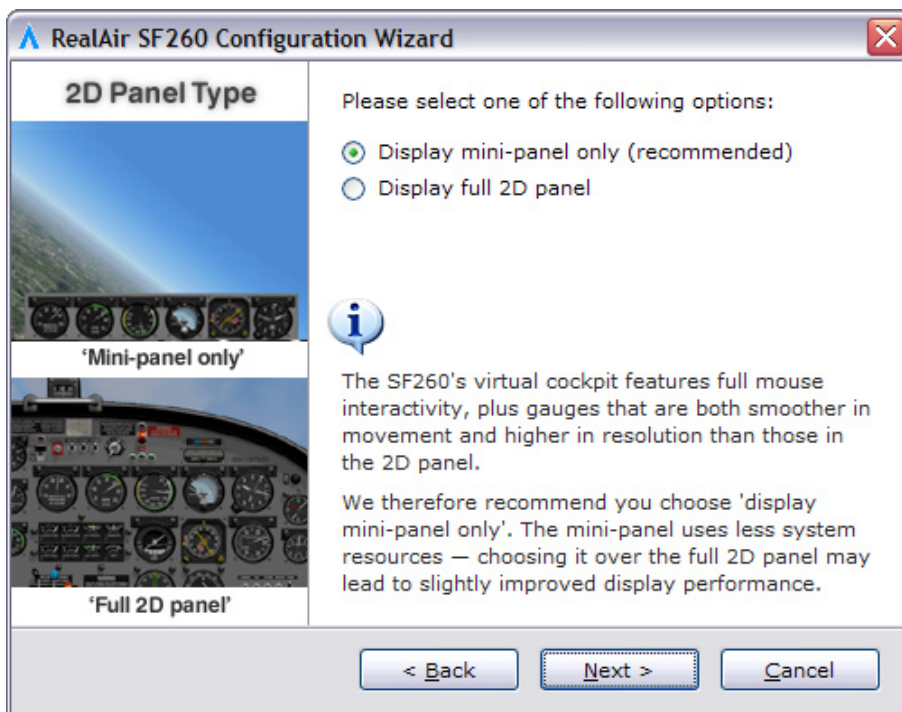 RealAir SF260 Configuration Wizard
2D Panel Type
'Mini-panel only'
'Full 2D panel'
Please select one of the following options:
Display mini-panel only (recommended)
Display full 2D panel
The SF260's virtual cockpit features full mouse
interactivity, plus gauges that are both smoother in
movement and higher in resolution than those in
the 2D panel.
We therefore recommend you choose 'display
mini-panel only'. The mini-panel uses less system
resources — choosing it over the full 2D panel may
lead to slightly improved display performance.
< Back
Next >
Cancel